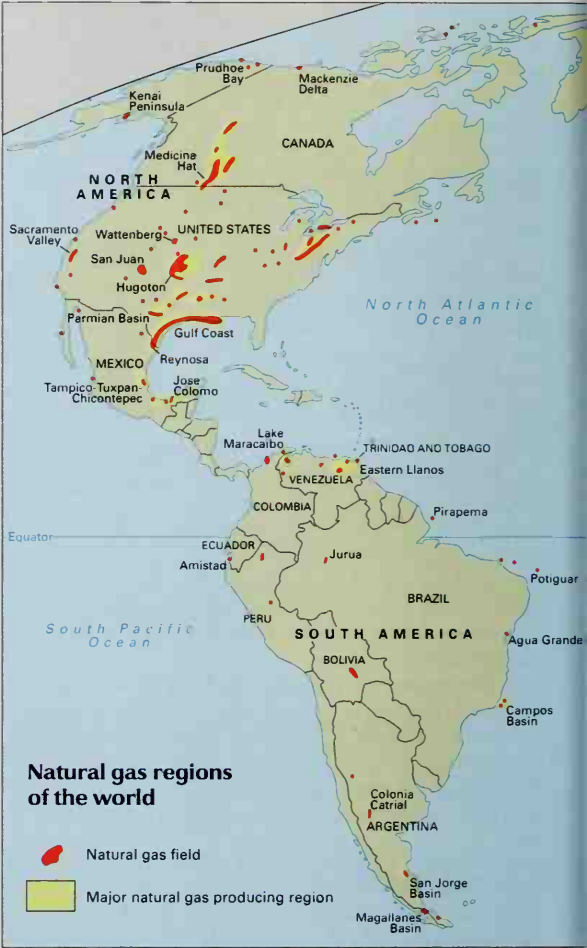 Prudhoe
Bay
Mackenzie
Delta
Kenai
Peninsula
CANADA
Medicine
Hat
NORTH
AMERICA
Sacramento
Valley
Wattenberg
UNITED STATES
San Juan
Hugoton
North Atlantic
Ocean
Parmian Basin
Gulf Coast
Reynosa
MEXICO
Tampico-Tuxpan-
Chicontepec
Jose
Colomo
Lake
Maracaibo
TRINIDAD AND TOBAGO
Eastern Llanos
VENEZUELA
COLOMBIA
Pirapema
Equator
ECUADOR
Amistad
Jurua
Potiguar
BRAZIL
PERU
South Pacific
Ocean
SOUTH AMERICA
Agua Grande
BOLIVIA
Campos
Basin
Natural gas regions
of the world
Colonia
Catrial
ARGENTINA
Natural gas field
San Jorge
Basin
Major natural gas producing region
Magallanes
Basin